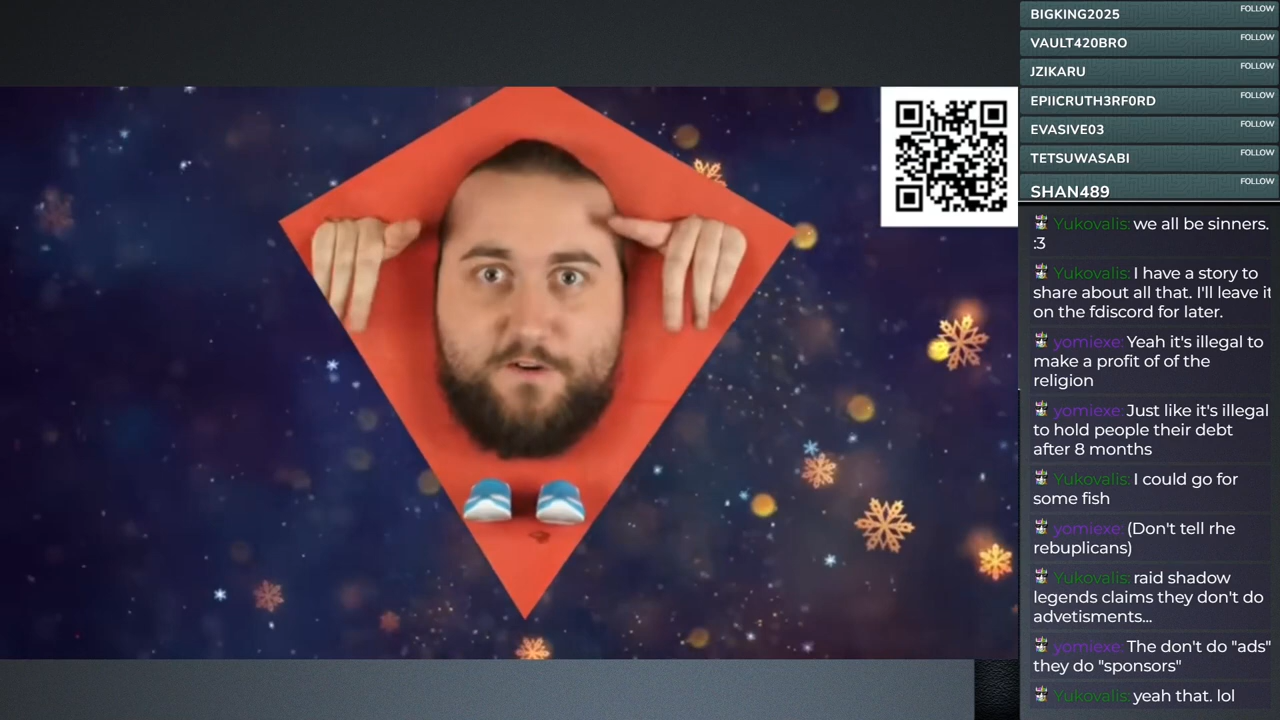 BIGKING2025 FOLLOW
VAULT420BRO FOLLOW
JZIKARU FOLLOW
EPIICRUTH3RF0RD FOLLOW
EVASIVE03 FOLLOW
TETSUWASABI FOLLOW
SHAN489 FOLLOW
Yukovalis: we all be sinners.
:3
Yukovalis: I have a story to
share about all that. I'll leave it
on the fdiscord for later.
yomiexe: Yeah it's illegal to
make a profit of of the
religion
yomiexe: Just like it's illegal
to hold people their debt
after 8 months
Yukovalis: I could go for
some fish
yomiexe: (Don't tell rhe
rebuplicans)
Yukovalis: raid shadow
legends claims they don't do
advetisments...
yomiexe: The don't do "ads"
they do "sponsors"
Yukovalis: yeah that. lol